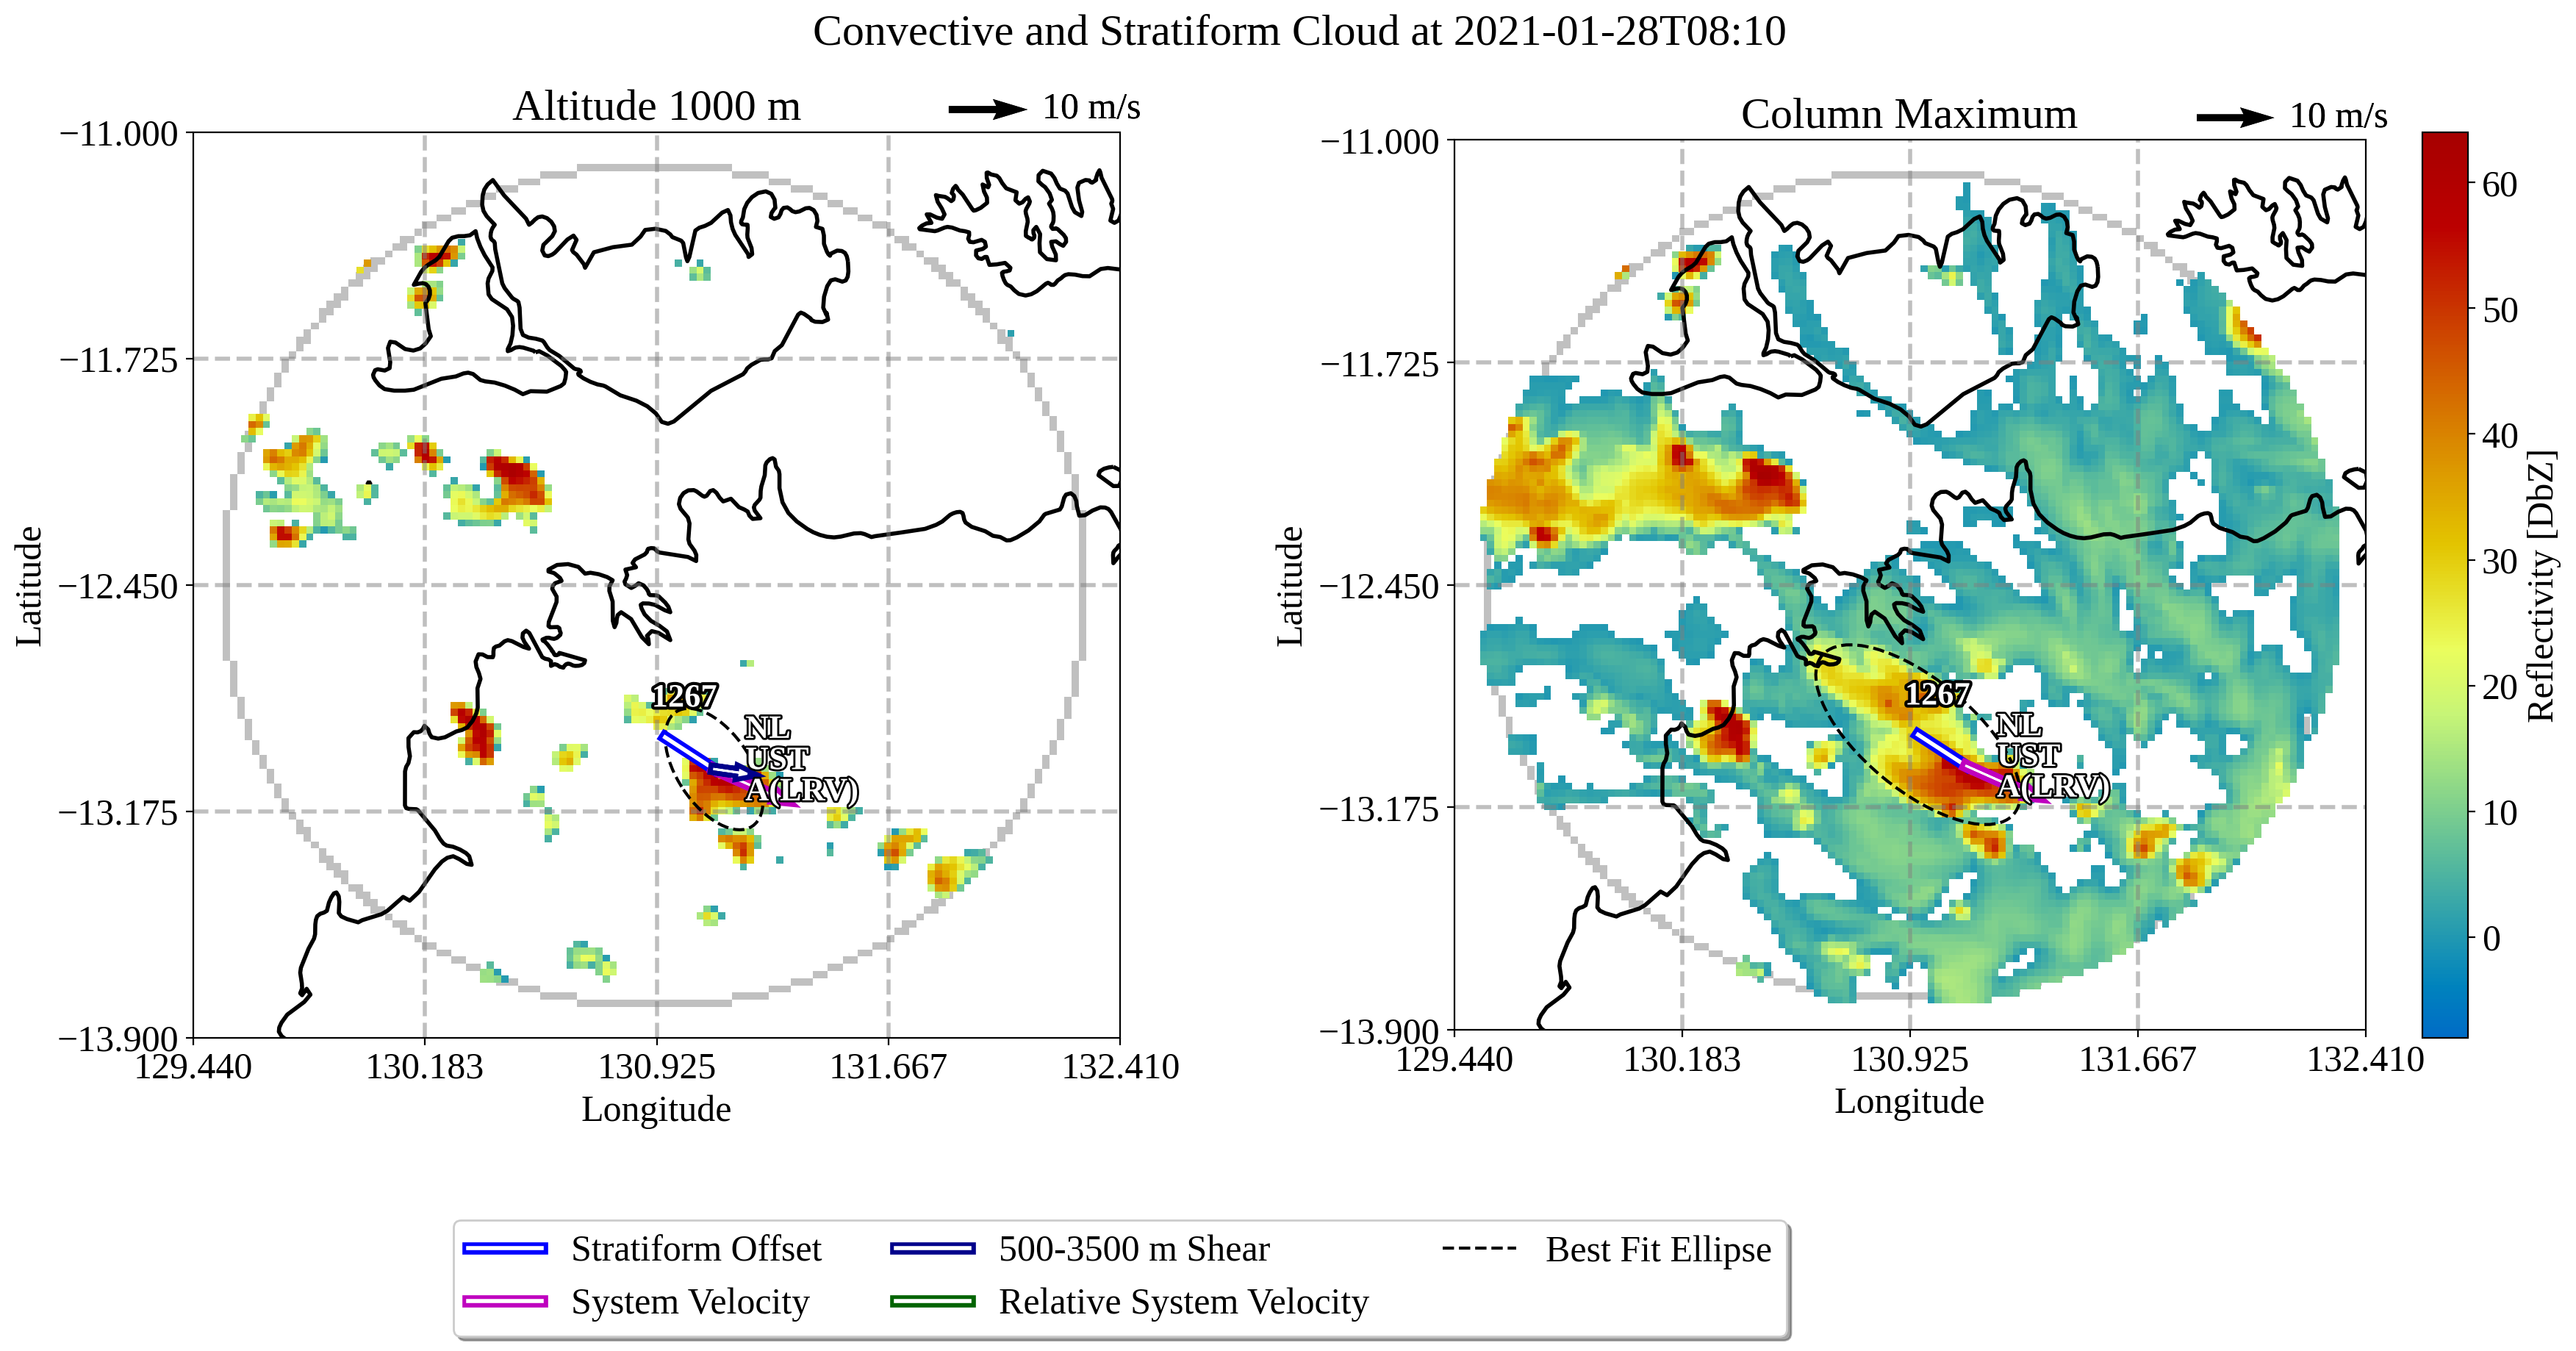 Convective and Stratiform Cloud at 2021-01-28T08:10
Altitude 1000 m
10 m/s
−11.000
−11.725
−12.450
−13.175
−13.900
Latitude
129.440
130.183
130.925
131.667
132.410
Longitude
1267
NL
UST
A(LRV)
Column Maximum
10 m/s
−11.000
−11.725
−12.450
−13.175
−13.900
Latitude
129.440
130.183
130.925
131.667
132.410
Longitude
1267
NL
UST
A(LRV)
60
50
40
30
20
10
0
Reflectivity [DbZ]
Stratiform Offset
System Velocity
500-3500 m Shear
Relative System Velocity
Best Fit Ellipse